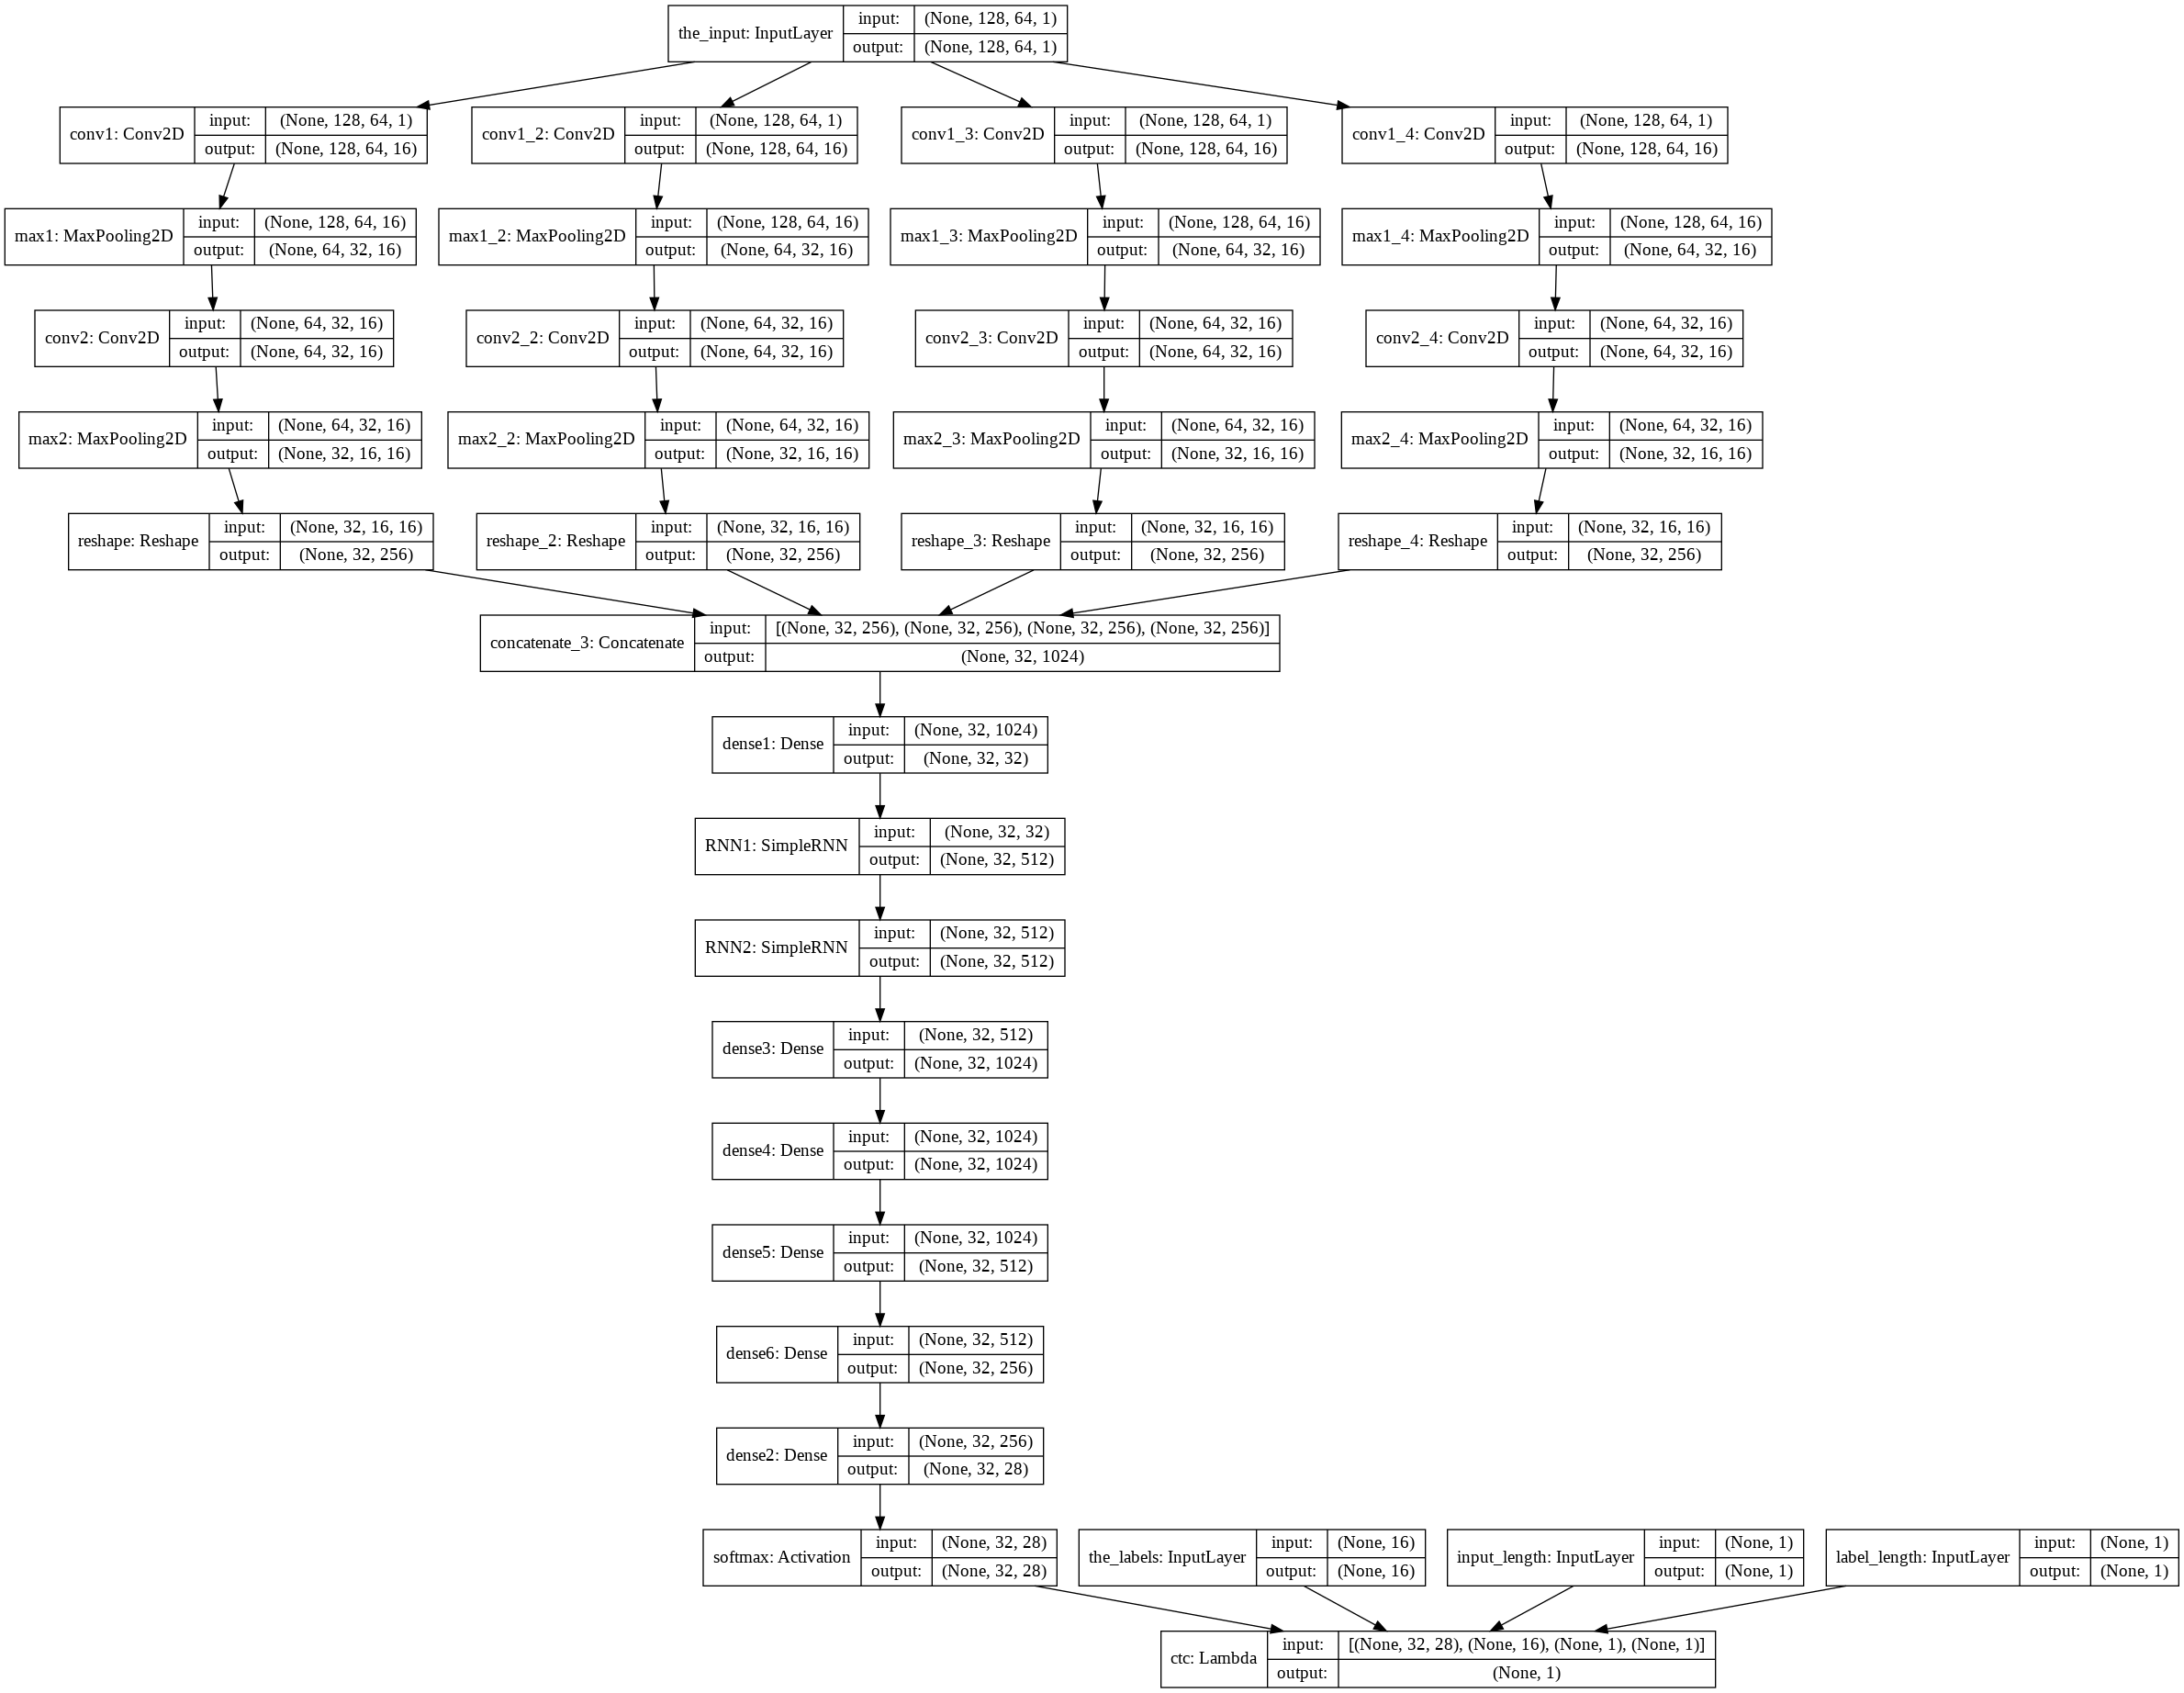 the_input: InputLayer input: (None, 128, 64, 1)
output: (None, 128, 64, 1)
conv1: Conv2D input: (None, 128, 64, 1)
output: (None, 128, 64, 16)
conv1_2: Conv2D input: (None, 128, 64, 1)
output: (None, 128, 64, 16)
conv1_3: Conv2D input: (None, 128, 64, 1)
output: (None, 128, 64, 16)
conv1_4: Conv2D input: (None, 128, 64, 1)
output: (None, 128, 64, 16)
max1: MaxPooling2D input: (None, 128, 64, 16)
output: (None, 64, 32, 16)
max1_2: MaxPooling2D input: (None, 128, 64, 16)
output: (None, 64, 32, 16)
max1_3: MaxPooling2D input: (None, 128, 64, 16)
output: (None, 64, 32, 16)
max1_4: MaxPooling2D input: (None, 128, 64, 16)
output: (None, 64, 32, 16)
conv2: Conv2D input: (None, 64, 32, 16)
output: (None, 64, 32, 16)
conv2_2: Conv2D input: (None, 64, 32, 16)
output: (None, 64, 32, 16)
conv2_3: Conv2D input: (None, 64, 32, 16)
output: (None, 64, 32, 16)
conv2_4: Conv2D input: (None, 64, 32, 16)
output: (None, 64, 32, 16)
max2: MaxPooling2D input: (None, 64, 32, 16)
output: (None, 32, 16, 16)
max2_2: MaxPooling2D input: (None, 64, 32, 16)
output: (None, 32, 16, 16)
max2_3: MaxPooling2D input: (None, 64, 32, 16)
output: (None, 32, 16, 16)
max2_4: MaxPooling2D input: (None, 64, 32, 16)
output: (None, 32, 16, 16)
reshape: Reshape input: (None, 32, 16, 16)
output: (None, 32, 256)
reshape_2: Reshape input: (None, 32, 16, 16)
output: (None, 32, 256)
reshape_3: Reshape input: (None, 32, 16, 16)
output: (None, 32, 256)
reshape_4: Reshape input: (None, 32, 16, 16)
output: (None, 32, 256)
concatenate_3: Concatenate input: [(None, 32, 256), (None, 32, 256), (None, 32, 256), (None, 32, 256)]
output: (None, 32, 1024)
dense1: Dense input: (None, 32, 1024)
output: (None, 32, 32)
RNN1: SimpleRNN input: (None, 32, 32)
output: (None, 32, 512)
RNN2: SimpleRNN input: (None, 32, 512)
output: (None, 32, 512)
dense3: Dense input: (None, 32, 512)
output: (None, 32, 1024)
dense4: Dense input: (None, 32, 1024)
output: (None, 32, 1024)
dense5: Dense input: (None, 32, 1024)
output: (None, 32, 512)
dense6: Dense input: (None, 32, 512)
output: (None, 32, 256)
dense2: Dense input: (None, 32, 256)
output: (None, 32, 28)
softmax: Activation input: (None, 32, 28)
output: (None, 32, 28)
the_labels: InputLayer input: (None, 16)
output: (None, 16)
input_length: InputLayer input: (None, 1)
output: (None, 1)
label_length: InputLayer input: (None, 1)
output: (None, 1)
ctc: Lambda input: [(None, 32, 28), (None, 16), (None, 1), (None, 1)]
output: (None, 1)